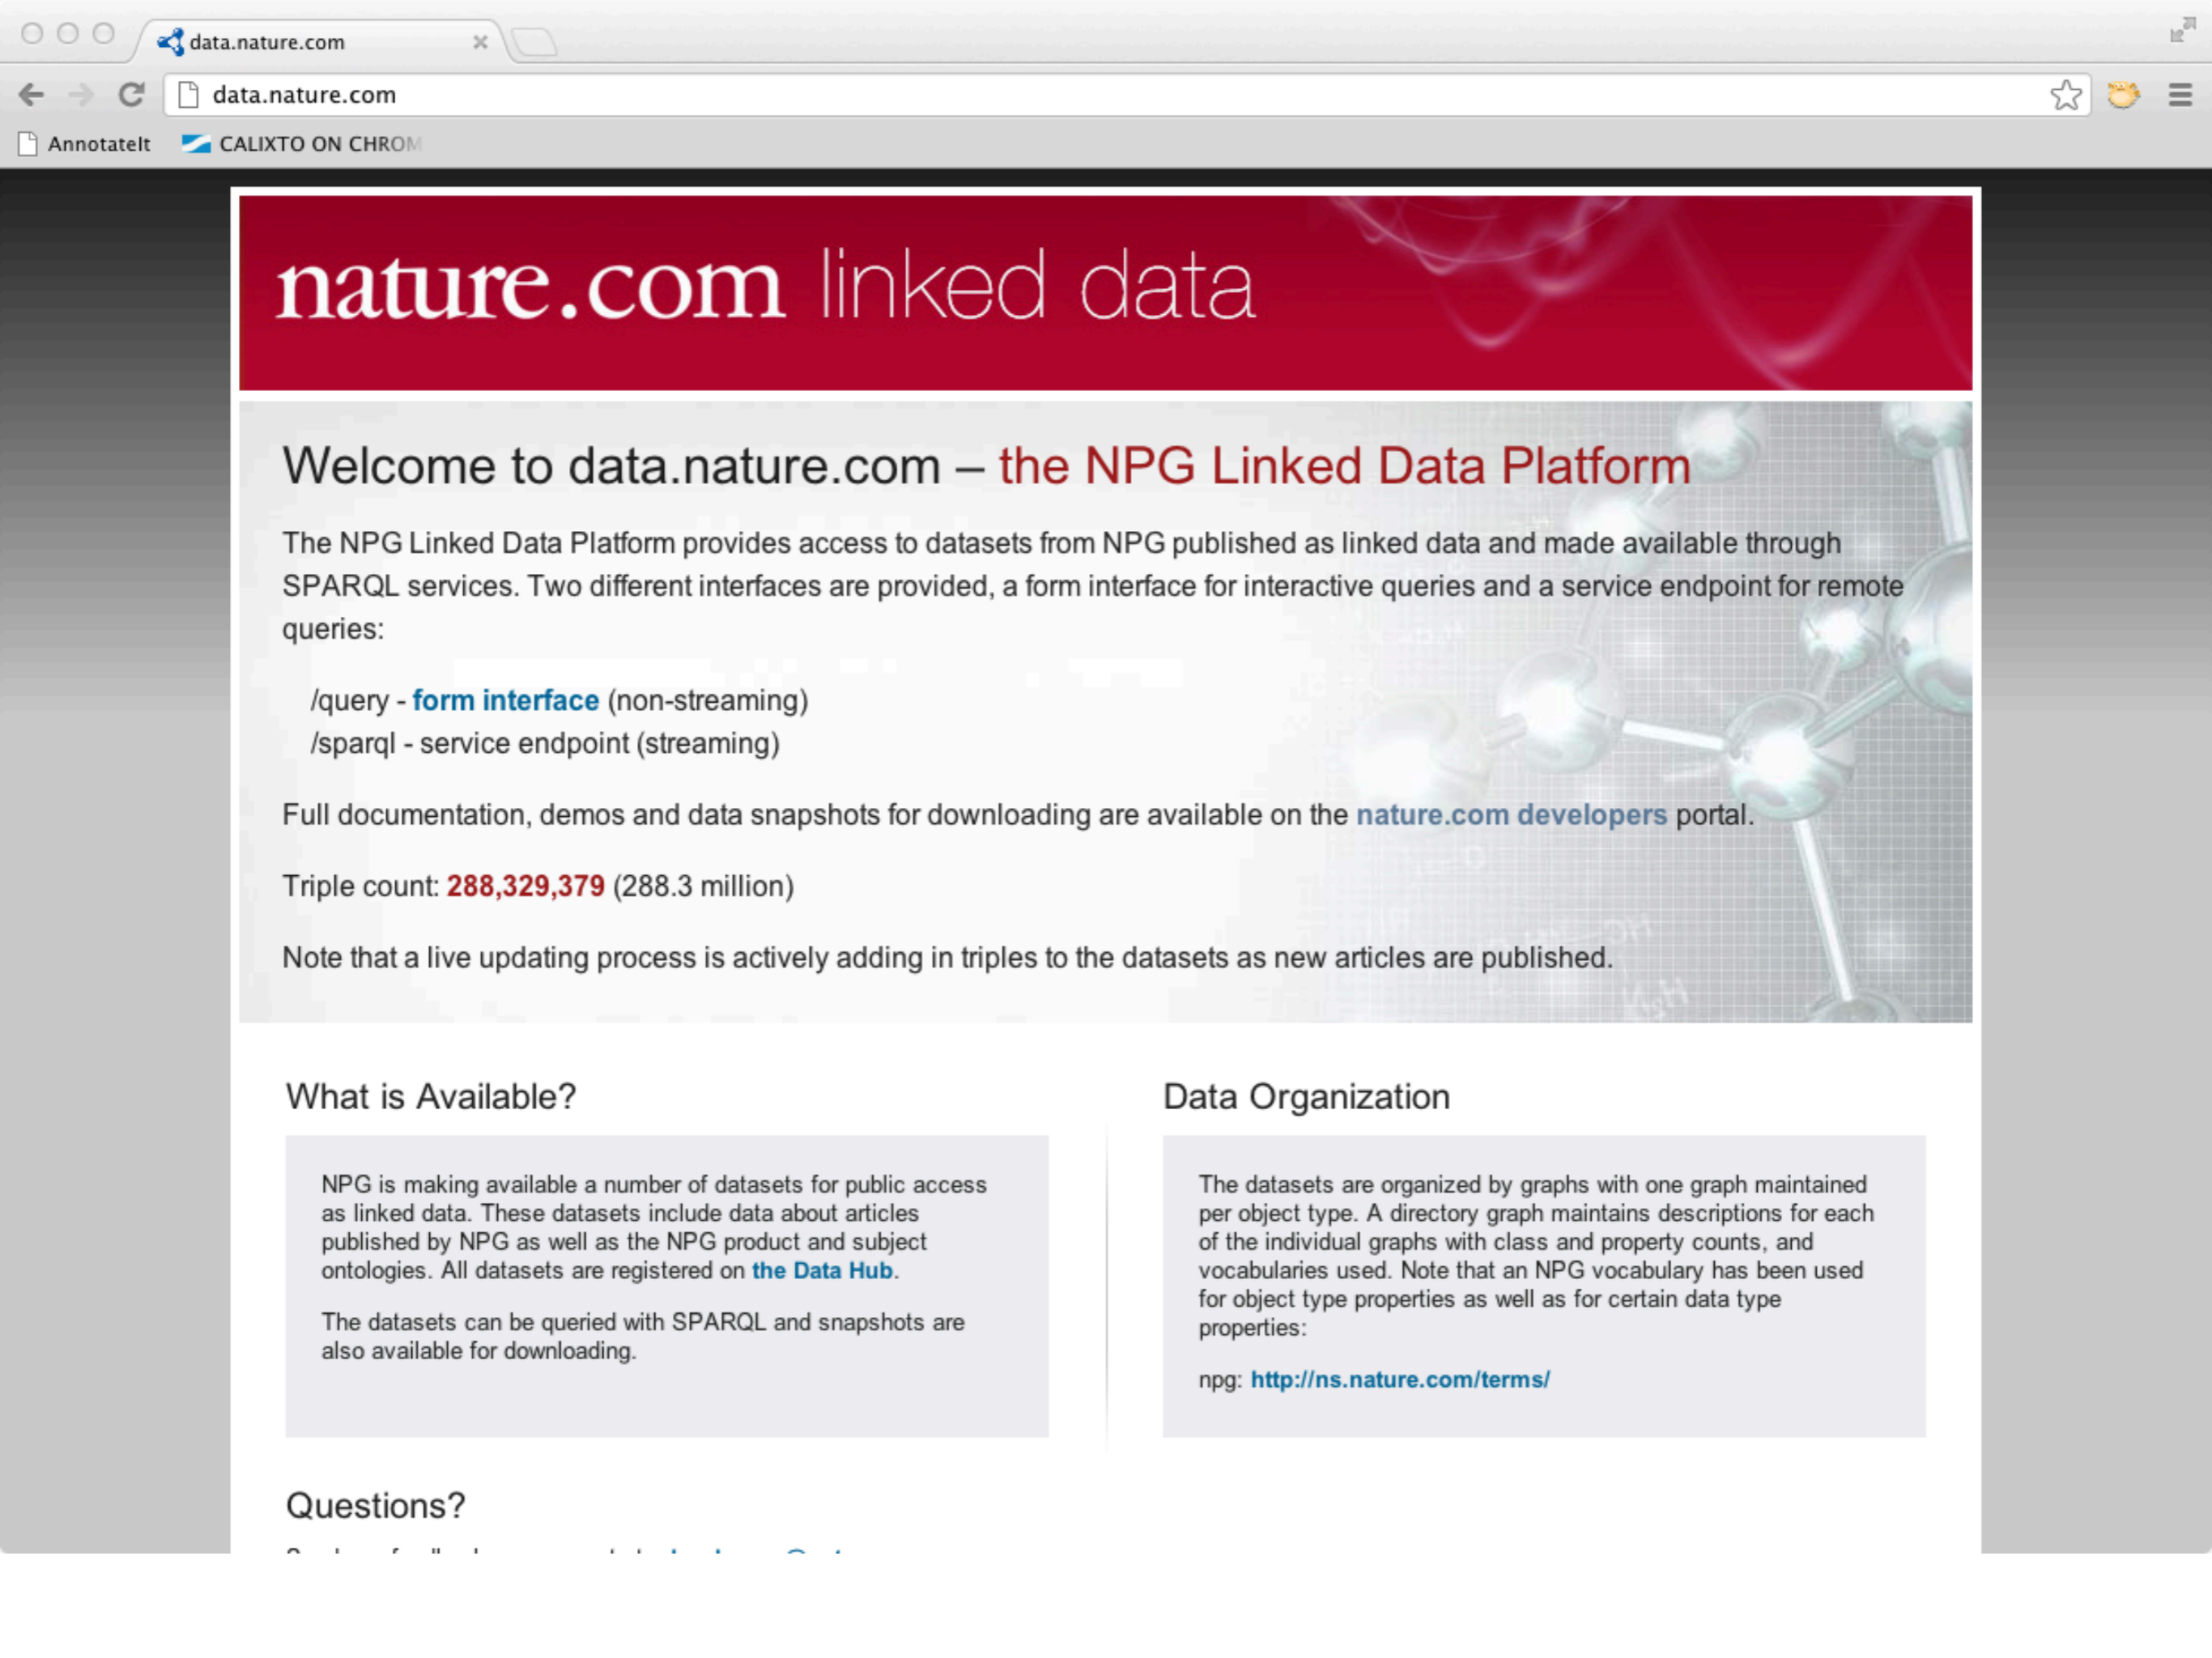 data.nature.com
data.nature.com
AnnotateIt CALIXTO ON CHROM
nature.com linked data
Welcome to data.nature.com – the NPG Linked Data Platform
The NPG Linked Data Platform provides access to datasets from NPG published as linked data and made available through
SPARQL services. Two different interfaces are provided, a form interface for interactive queries and a service endpoint for remote
queries:
/query - form interface (non-streaming)
/sparql - service endpoint (streaming)
Full documentation, demos and data snapshots for downloading are available on the nature.com developers portal.
Triple count: 288,329,379 (288.3 million)
Note that a live updating process is actively adding in triples to the datasets as new articles are published.
What is Available?
NPG is making available a number of datasets for public access
as linked data. These datasets include data about articles
published by NPG as well as the NPG product and subject
ontologies. All datasets are registered on the Data Hub.
The datasets can be queried with SPARQL and snapshots are
also available for downloading.
Data Organization
The datasets are organized by graphs with one graph maintained
per object type. A directory graph maintains descriptions for each
of the individual graphs with class and property counts, and
vocabularies used. Note that an NPG vocabulary has been used
for object type properties as well as for certain data type
properties:
npg: http://ns.nature.com/terms/
Questions?